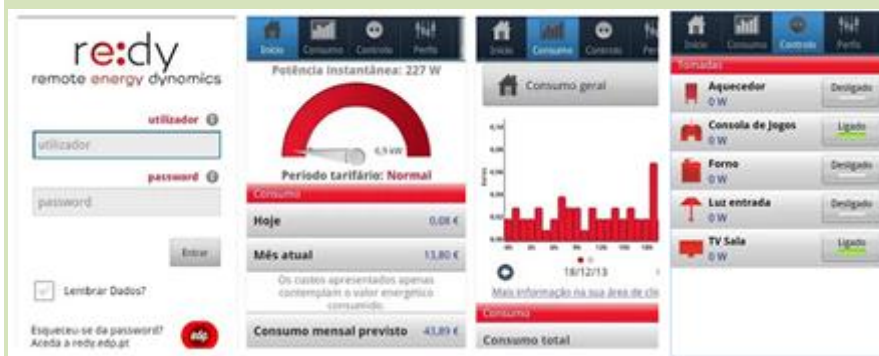 re:dy
remote energy dynamics
utilizador
utilizador
password
password
Entrar
Lembrar Dados?
Esqueceu-se da password?
Aceda a redy.edp.pt
edp
Início Consumo Controlo Perfis
Potência Instantânea: 227 W
6,9 kW
Período tarifário: Normal
Consumo
Hoje 0,08 €
Mês atual 13,80 €
Os custos apresentados apenas
contemplam o valor energético
consumido.
Consumo mensal previsto 43,89 €
Início Consumo Controlo Per
Consumo geral
Euros
18/12/13
Mais informação na sua área de clie
Consumo
Consumo total
Início Consumo Controlo Perfis
Tomadas
Aquecedor Desligado
0 W
Consola de Jogos Ligado
0 W
Forno Desligado
0 W
Luz entrada Desligado
0 W
TV Sala Ligado
0 W